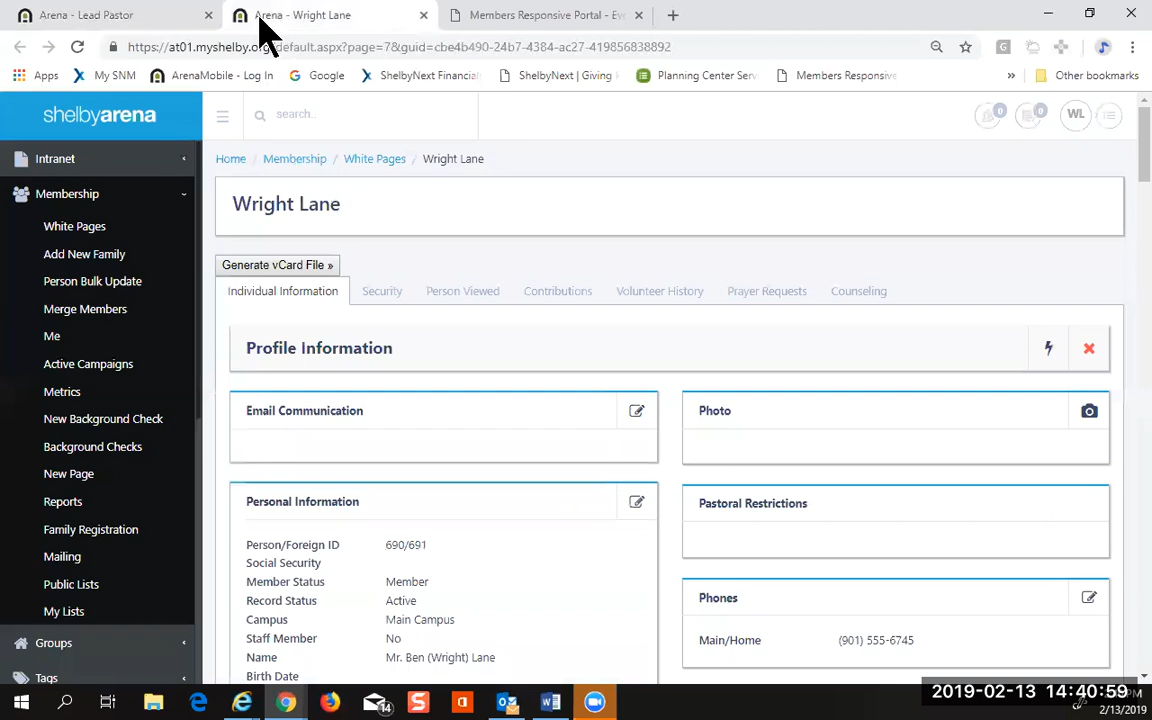 Arena - Lead Pastor
Arena - Wright Lane
Members Responsive Portal - Eve
https://at01.myshelby.org/default.aspx?page=7&guid=cbe4b490-24b7-4384-ac27-419856838892
Apps
My SNM
ArenaMobile - Log In
Google
ShelbyNext Financial
ShelbyNext | Giving
Planning Center Serv
Members Responsive
»
Other bookmarks
shelbyarena
search...
0
0
WL
Intranet
Home / Membership / White Pages / Wright Lane
Membership
Wright Lane
White Pages
Add New Family
Person Bulk Update
Merge Members
Me
Active Campaigns
Metrics
New Background Check
Background Checks
New Page
Reports
Family Registration
Mailing
Public Lists
My Lists
Groups
Tags
Generate vCard File »
Individual Information
Security
Person Viewed
Contributions
Volunteer History
Prayer Requests
Counseling
Profile Information
Email Communication
Photo
Personal Information
Pastoral Restrictions
Person/Foreign ID 690/691
Social Security
Member Status Member
Record Status Active
Campus Main Campus
Staff Member No
Name Mr. Ben (Wright) Lane
Birth Date
Phones
Main/Home (901) 555-6745
14
2019-02-13 14:40:59
PM
2/13/2019